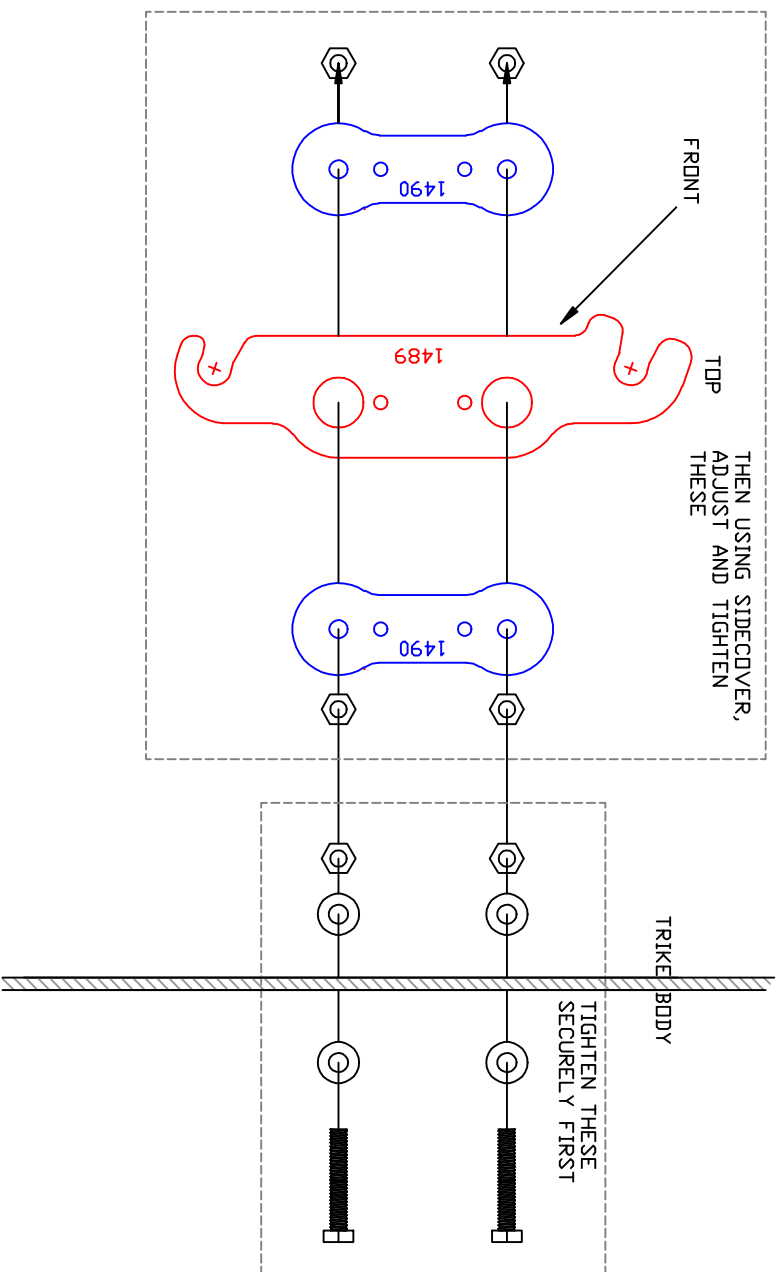 FRONT
TOP
THEN USING SIDECOVER,
ADJUST AND TIGHTEN
THESE
1490
1489
1490
TRIKE BODY
TIGHTEN THESE
SECURELY FIRST